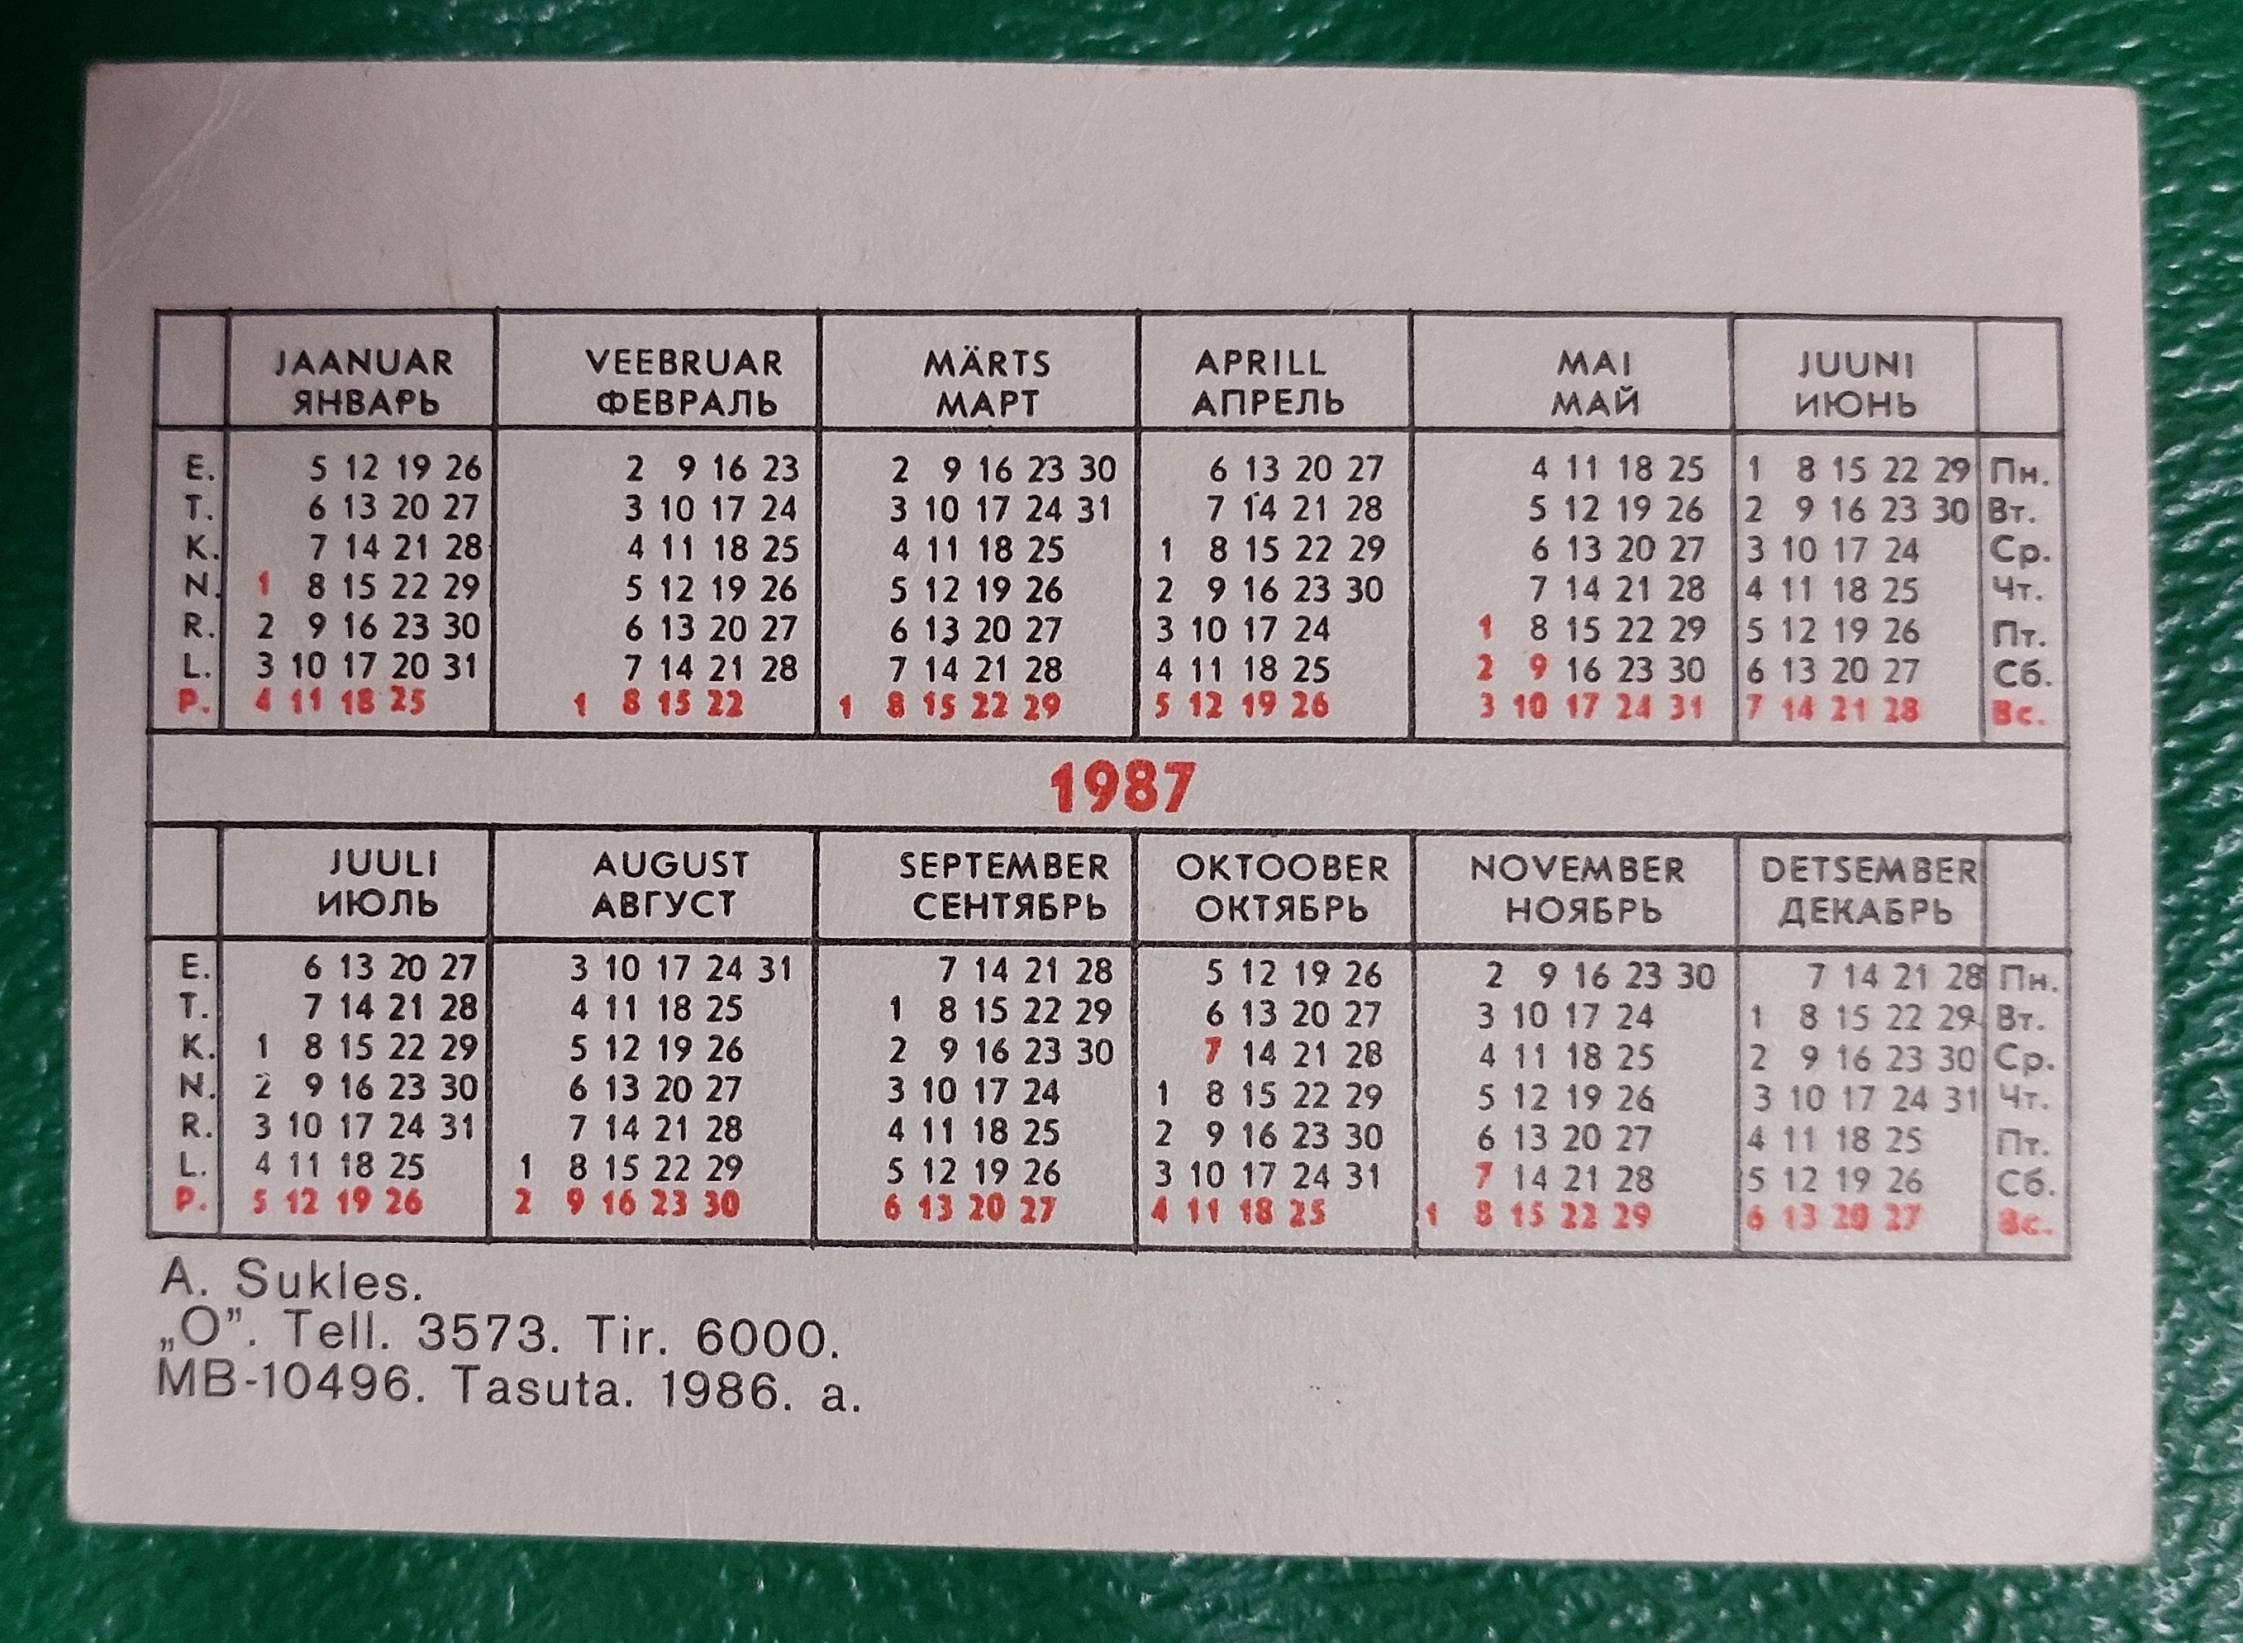 JAANUAR VEEBRUAR MÄRTS APRILL MAI JUUNI
ЯНВАРЬ ФЕВРАЛЬ МАРТ АПРЕЛЬ МАЙ ИЮНЬ
E. 5 12 19 26 2 9 16 23 2 9 16 23 30 6 13 20 27 4 11 18 25 1 8 15 22 29 Пн.
T. 6 13 20 27 3 10 17 24 3 10 17 24 31 7 14 21 28 5 12 19 26 2 9 16 23 30 Вт.
K. 7 14 21 28 4 11 18 25 4 11 18 25 1 8 15 22 29 6 13 20 27 3 10 17 24 Ср.
N. 1 8 15 22 29 5 12 19 26 5 12 19 26 2 9 16 23 30 7 14 21 28 4 11 18 25 Чт.
R. 2 9 16 23 30 6 13 20 27 6 13 20 27 3 10 17 24 1 8 15 22 29 5 12 19 26 Пт.
L. 3 10 17 20 31 7 14 21 28 7 14 21 28 4 11 18 25 2 9 16 23 30 6 13 20 27 Сб.
P. 4 11 18 25 1 8 15 22 1 8 15 22 29 5 12 19 26 3 10 17 24 31 7 14 21 28 Вс.
1987
JUULI AUGUST SEPTEMBER OKTOOBER NOVEMBER DETSEMBER
ИЮЛЬ АВГУСТ СЕНТЯБРЬ ОКТЯБРЬ НОЯБРЬ ДЕКАБРЬ
E. 6 13 20 27 3 10 17 24 31 7 14 21 28 5 12 19 26 2 9 16 23 30 7 14 21 28 Пн.
T. 7 14 21 28 4 11 18 25 1 8 15 22 29 6 13 20 27 3 10 17 24 1 8 15 22 29 Вт.
K. 1 8 15 22 29 5 12 19 26 2 9 16 23 30 7 14 21 28 4 11 18 25 2 9 16 23 30 Ср.
N. 2 9 16 23 30 6 13 20 27 3 10 17 24 1 8 15 22 29 5 12 19 26 3 10 17 24 31 Чт.
R. 3 10 17 24 31 7 14 21 28 4 11 18 25 2 9 16 23 30 6 13 20 27 4 11 18 25 Пт.
L. 4 11 18 25 1 8 15 22 29 5 12 19 26 3 10 17 24 31 7 14 21 28 5 12 19 26 Сб.
P. 5 12 19 26 2 9 16 23 30 6 13 20 27 4 11 18 25 1 8 15 22 29 6 13 20 27 Вс.
A. Sukles.
„O”. Tell. 3573. Tir. 6000.
MB-10496. Tasuta. 1986. a.